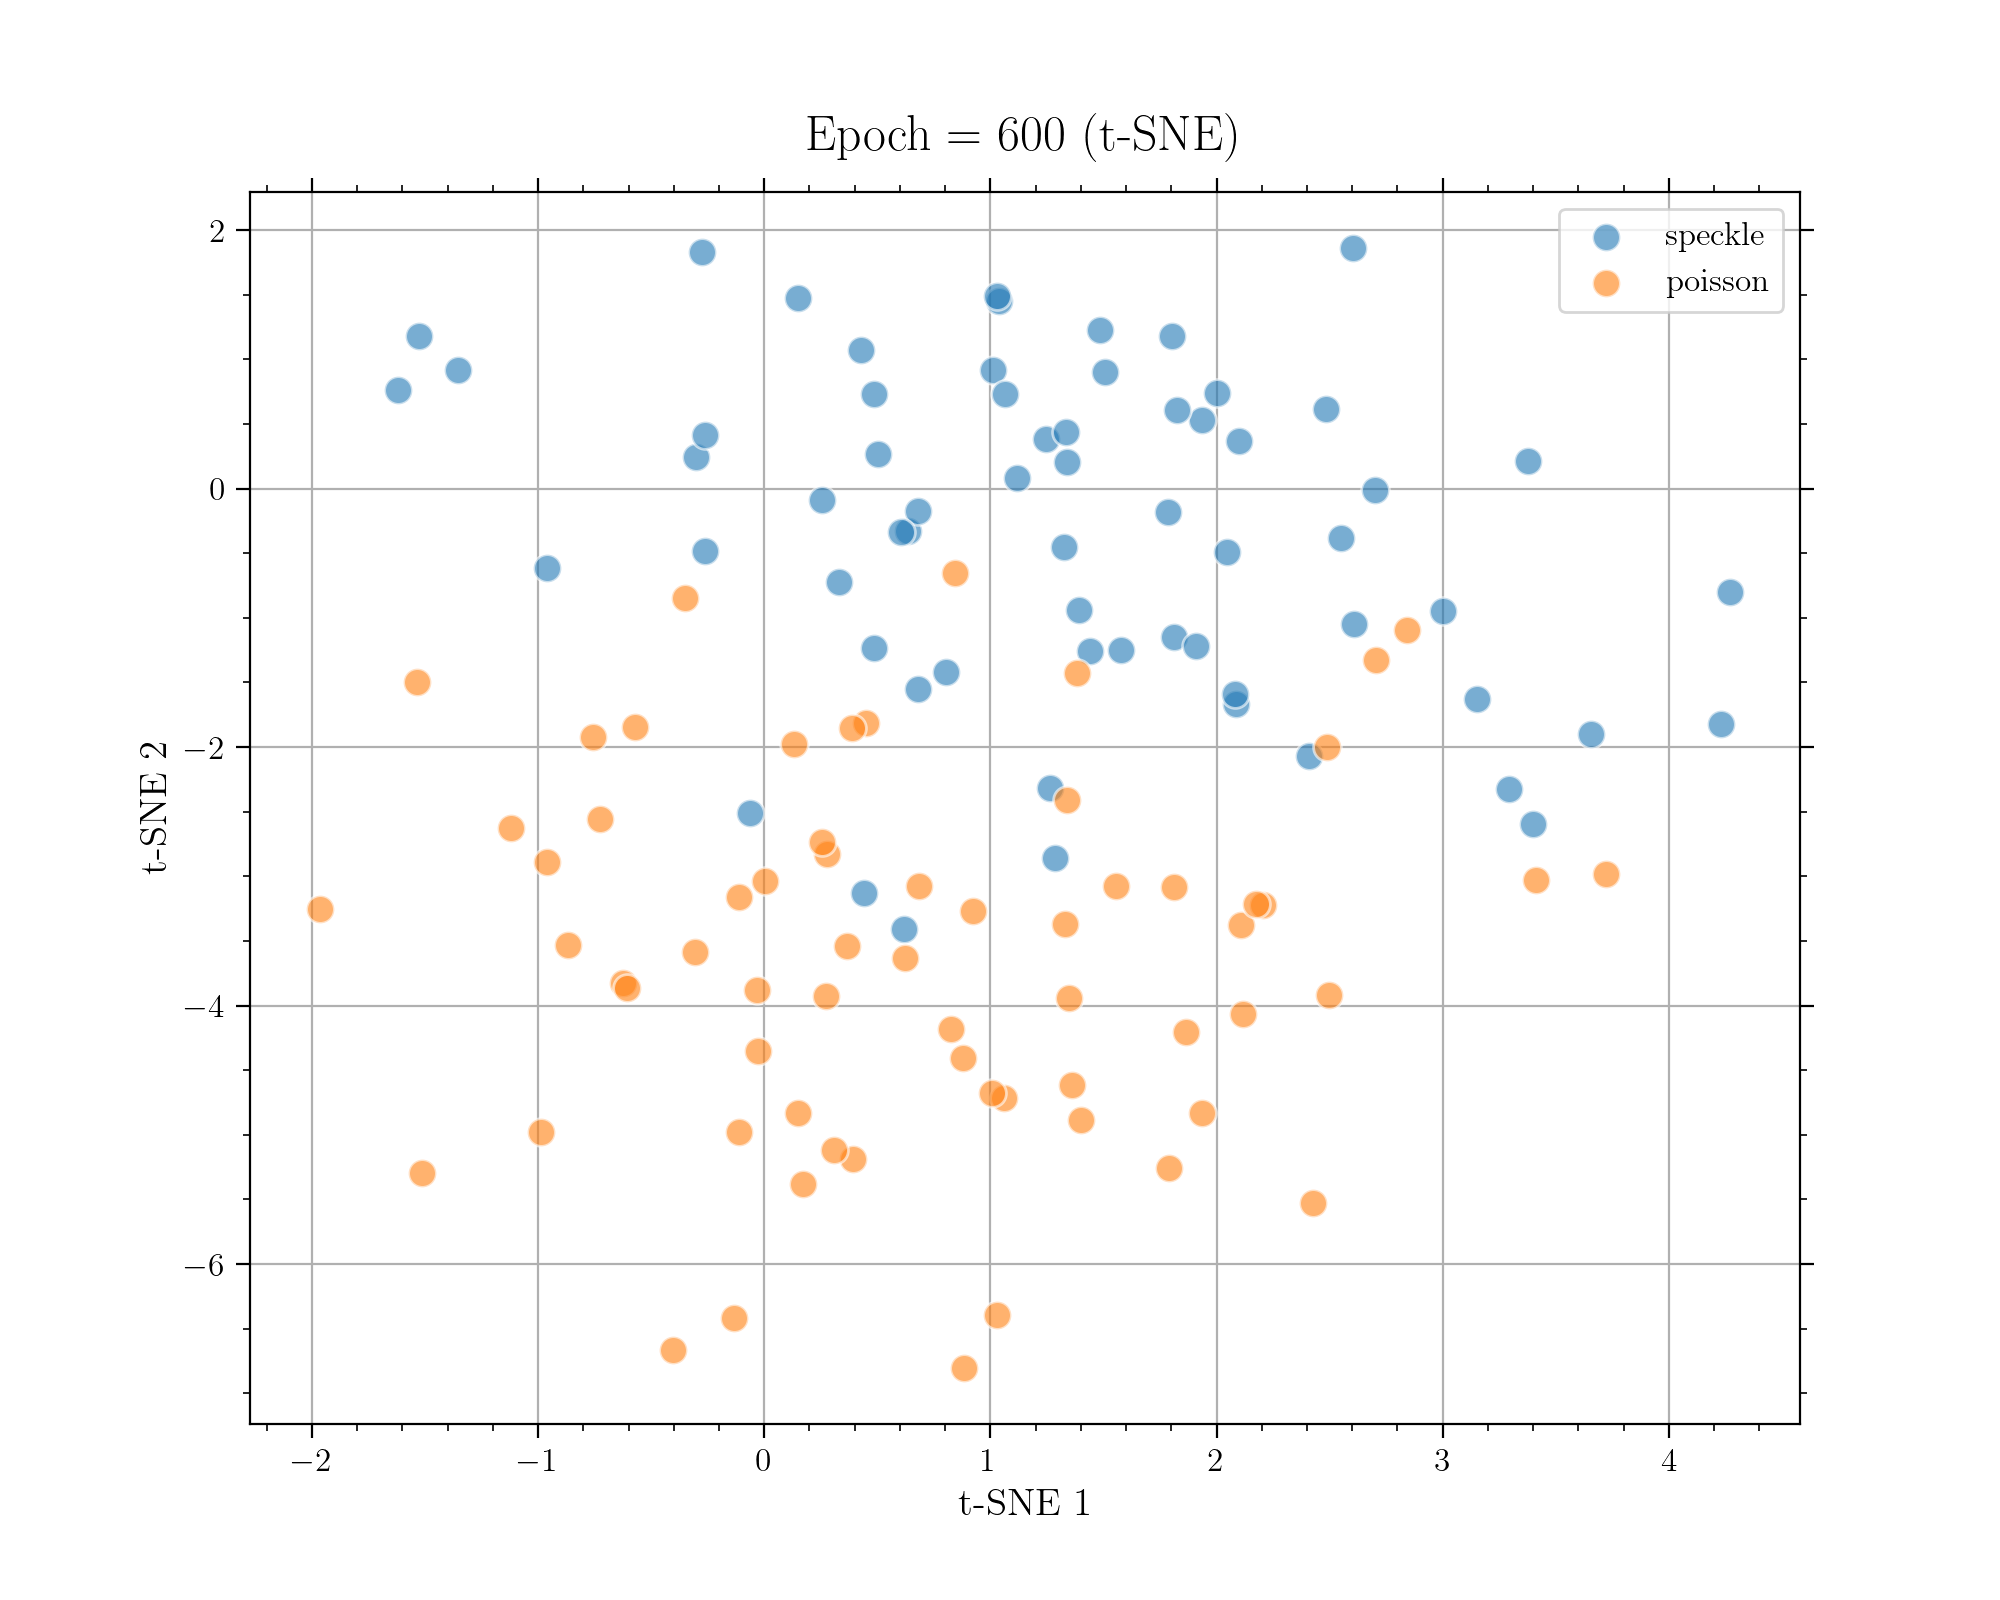 Epoch = 600 (t-SNE)
speckle
poisson
2
0
−2
−4
−6
t-SNE 2
−2 −1 0 1 2 3 4
t-SNE 1